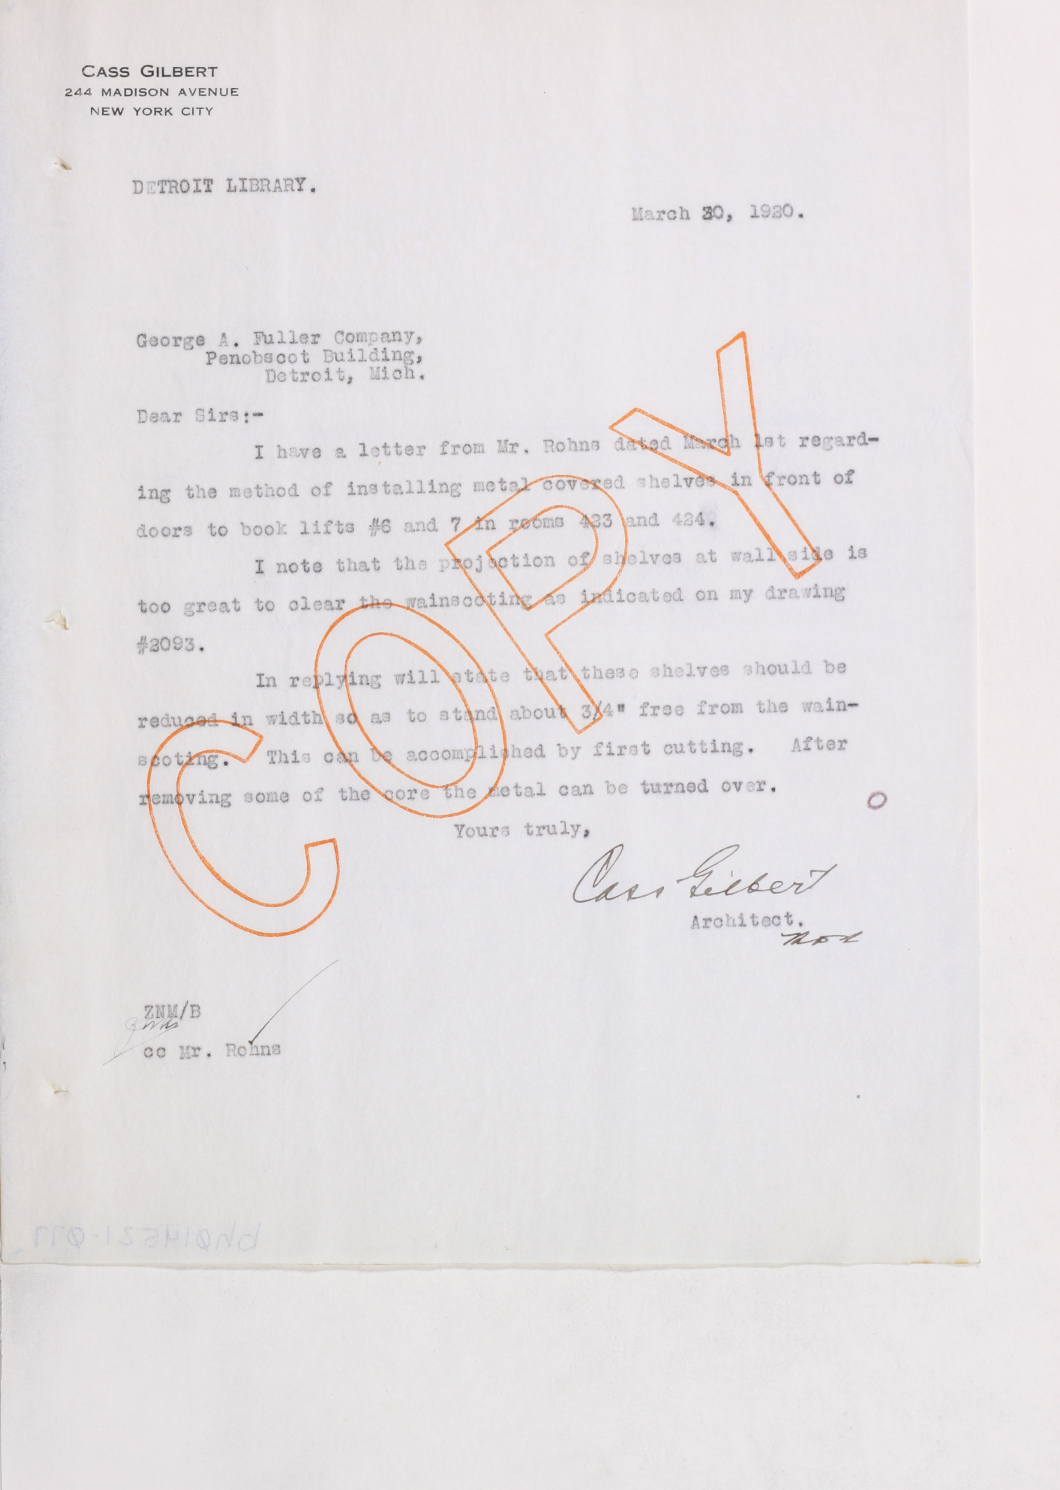 CASS GILBERT
244 MADISON AVENUE
NEW YORK CITY
DETROIT LIBRARY.
March 30, 1920.
George A. Fuller Company,
Penobscot Building,
Detroit, Mich.
Dear Sirs:-
I have a letter from Mr. Rohns dated March 1st regard-
ing the method of installing metal covered shelves in front of
doors to book lifts #6 and 7 in rooms 423 and 424.
I note that the projection of shelves at wall side is
too great to clear the wainscoting as indicated on my drawing
#2093.
In replying will state that these shelves should be
reduced in width so as to stand about 3/4" free from the wain-
scoting. This can be accomplished by first cutting. After
removing some of the core the metal can be turned over.
Yours truly,
Cass Gilbert
Architect.
ZNM/B
cc Mr. Rohns
COPY